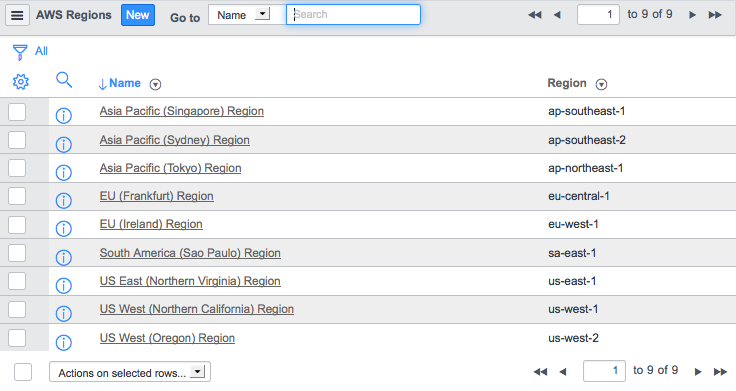 AWS Regions New Go to Name Search 1 to 9 of 9
All
Name Region
Asia Pacific (Singapore) Region ap-southeast-1
Asia Pacific (Sydney) Region ap-southeast-2
Asia Pacific (Tokyo) Region ap-northeast-1
EU (Frankfurt) Region eu-central-1
EU (Ireland) Region eu-west-1
South America (Sao Paulo) Region sa-east-1
US East (Northern Virginia) Region us-east-1
US West (Northern California) Region us-west-1
US West (Oregon) Region us-west-2
Actions on selected rows... 1 to 9 of 9